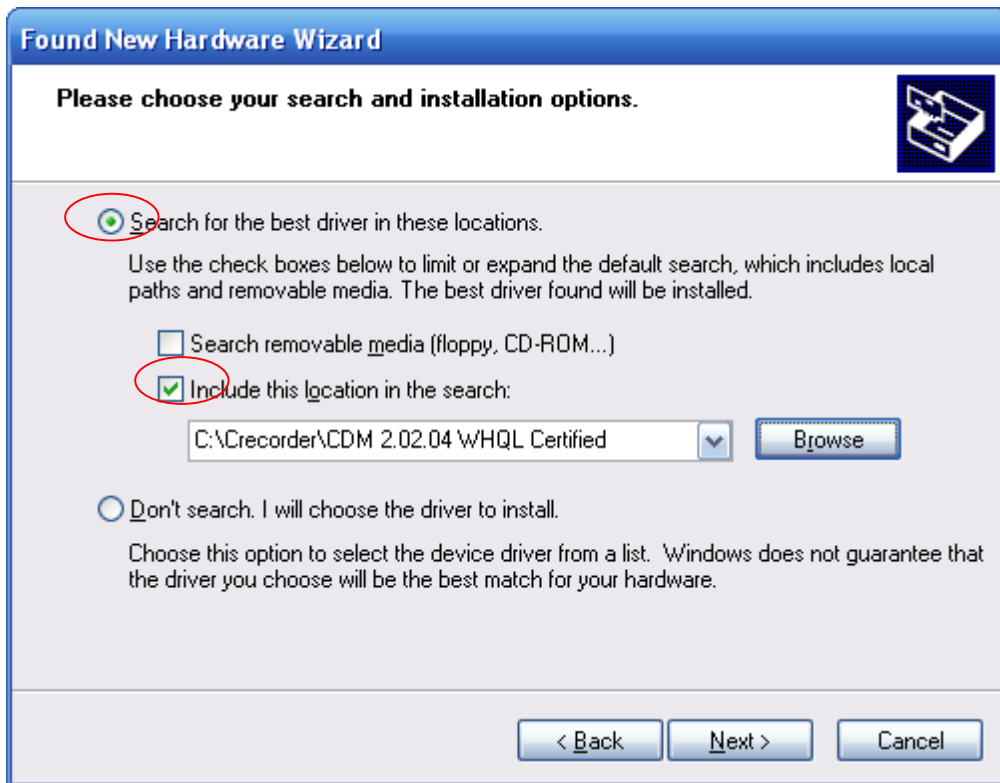 Found New Hardware Wizard
Please choose your search and installation options.
Search for the best driver in these locations.
Use the check boxes below to limit or expand the default search, which includes local
paths and removable media. The best driver found will be installed.
Search removable media (floppy, CD-ROM...)
Include this location in the search:
C:\Crecorder\CDM 2.02.04 WHQL Certified
Browse
Don't search. I will choose the driver to install.
Choose this option to select the device driver from a list.  Windows does not guarantee that
the driver you choose will be the best match for your hardware.
< Back
Next >
Cancel